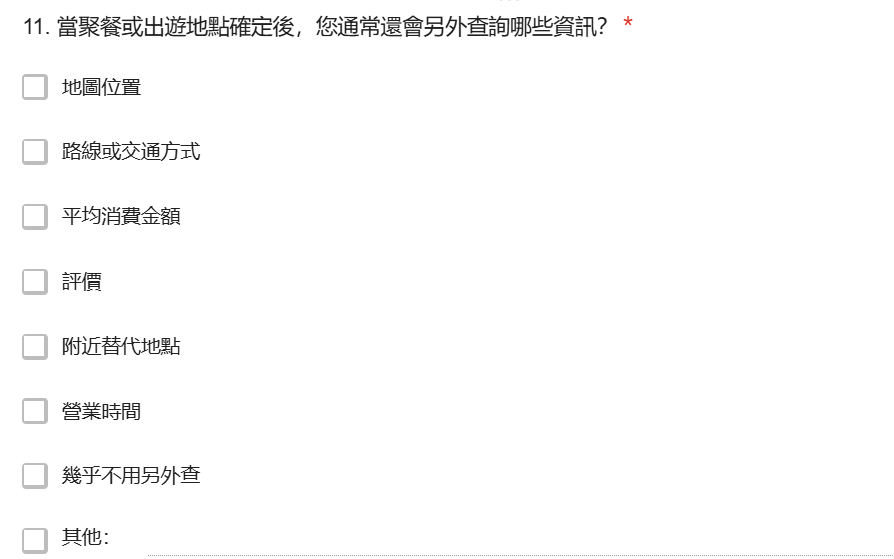 11. 當聚餐或出遊地點確定後，您通常還會另外查詢哪些資訊？ *
地圖位置
路線或交通方式
平均消費金額
評價
附近替代地點
營業時間
幾乎不用另外查
其他：